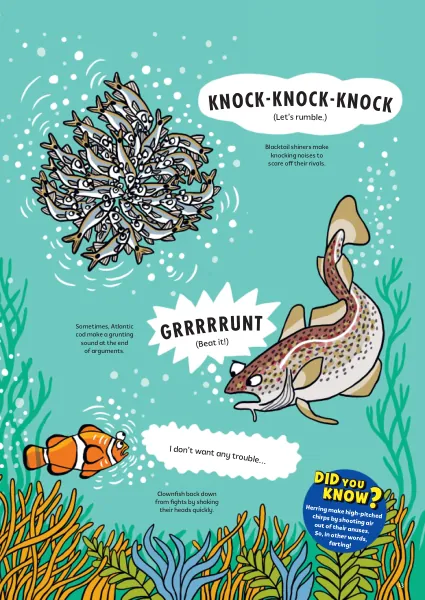 KNOCK-KNOCK-KNOCK
(Let's rumble.)
Blacktail shiners make
knocking noises to
scare off their rivals.
Sometimes, Atlantic
cod make a grunting
sound at the end
of arguments.
GRRRRRUNT
(Beat it!)
I don't want any trouble...
Clownfish back down
from fights by shaking
their heads quickly.
DID YOU
KNOW?
Herring make high-pitched
chirps by shooting air
out of their anuses.
So, in other words,
farting!